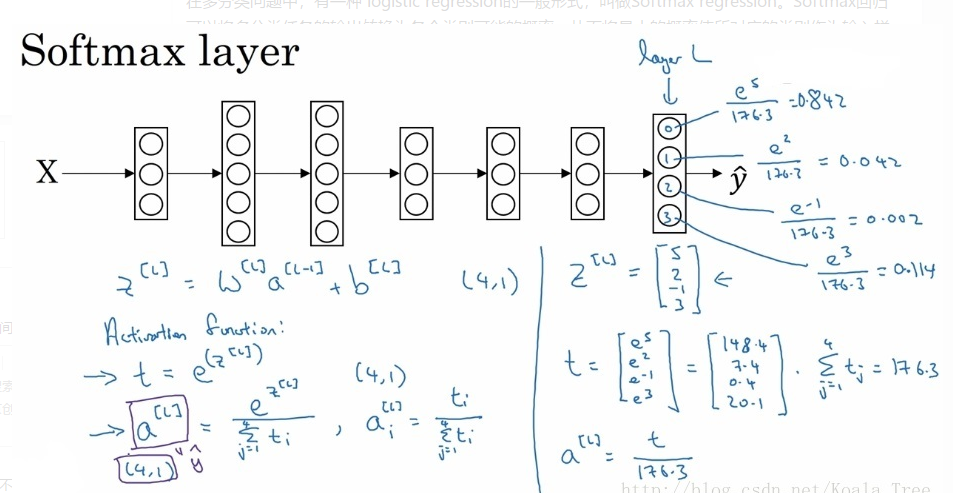 在多分类问题中，有一种 logistic regression的一般形式，叫做Softmax regression。Softmax回归
Softmax layer
layer L
X
ŷ
0
1
2
3
e^5 / 176.3 = 0.842
e^2 / 176.3 = 0.042
e^-1 / 176.3 = 0.002
e^3 / 176.3 = 0.114
z^[L] = W^[L] a^[L-1] + b^[L] (4,1)
Activation function:
→ t = e^(z^[L]) (4,1)
→ a^[L] = e^z^[L] / ∑_{j=1}^4 t_i , a_i^[L] = t_i / ∑_{j=1}^4 t_i
(4,1) ŷ
z^[L] = [5 2 -1 3] ←
t = [e^5 e^2 e^-1 e^3] = [148.4 7.4 0.4 20.1] . ∑_{j=1}^4 t_j = 176.3
a^[L] = t / 176.3
http://blog.csdn.net/Koala_Tree